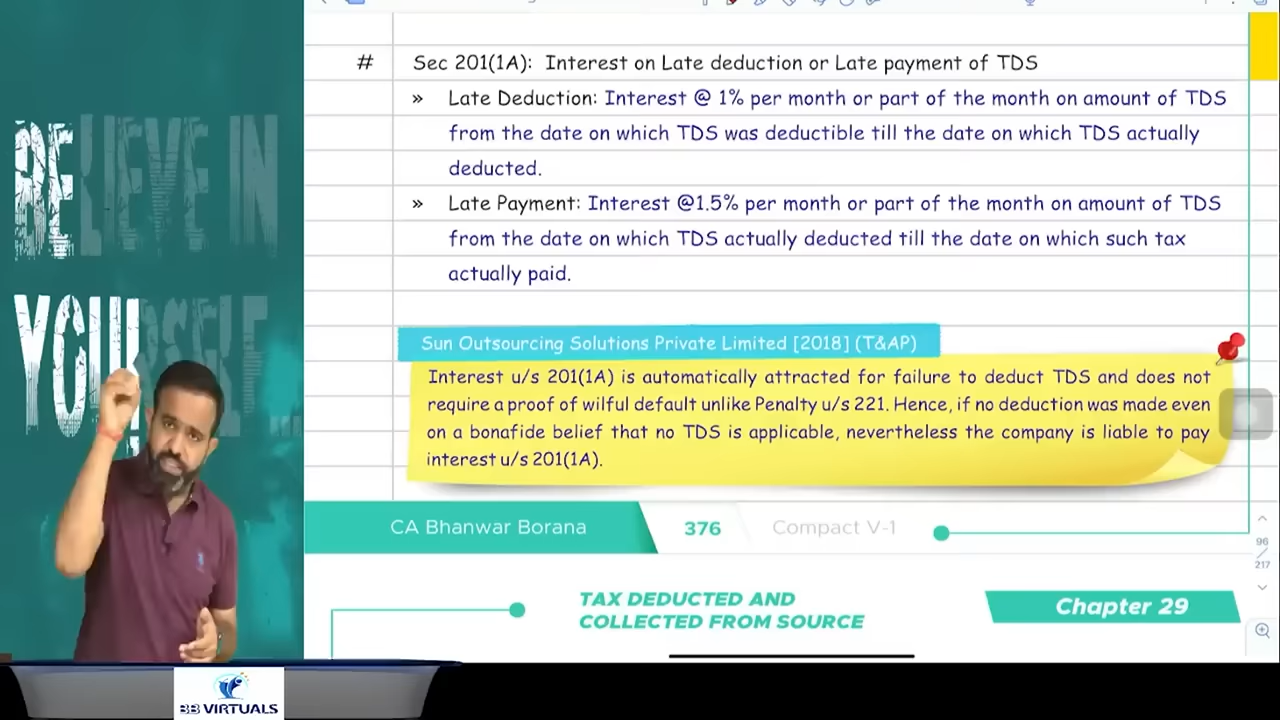 BELIEVE IN
YOURSELF...
# Sec 201(1A): Interest on Late deduction or Late payment of TDS
» Late Deduction: Interest @ 1% per month or part of the month on amount of TDS
from the date on which TDS was deductible till the date on which TDS actually
deducted.
» Late Payment: Interest @1.5% per month or part of the month on amount of TDS
from the date on which TDS actually deducted till the date on which such tax
actually paid.
Sun Outsourcing Solutions Private Limited [2018] (T&AP)
Interest u/s 201(1A) is automatically attracted for failure to deduct TDS and does not
require a proof of wilful default unlike Penalty u/s 221. Hence, if no deduction was made even
on a bonafide belief that no TDS is applicable, nevertheless the company is liable to pay
interest u/s 201(1A).
CA Bhanwar Borana 376 Compact V-1
96
/
217
TAX DEDUCTED AND
COLLECTED FROM SOURCE
Chapter 29
BB VIRTUALS